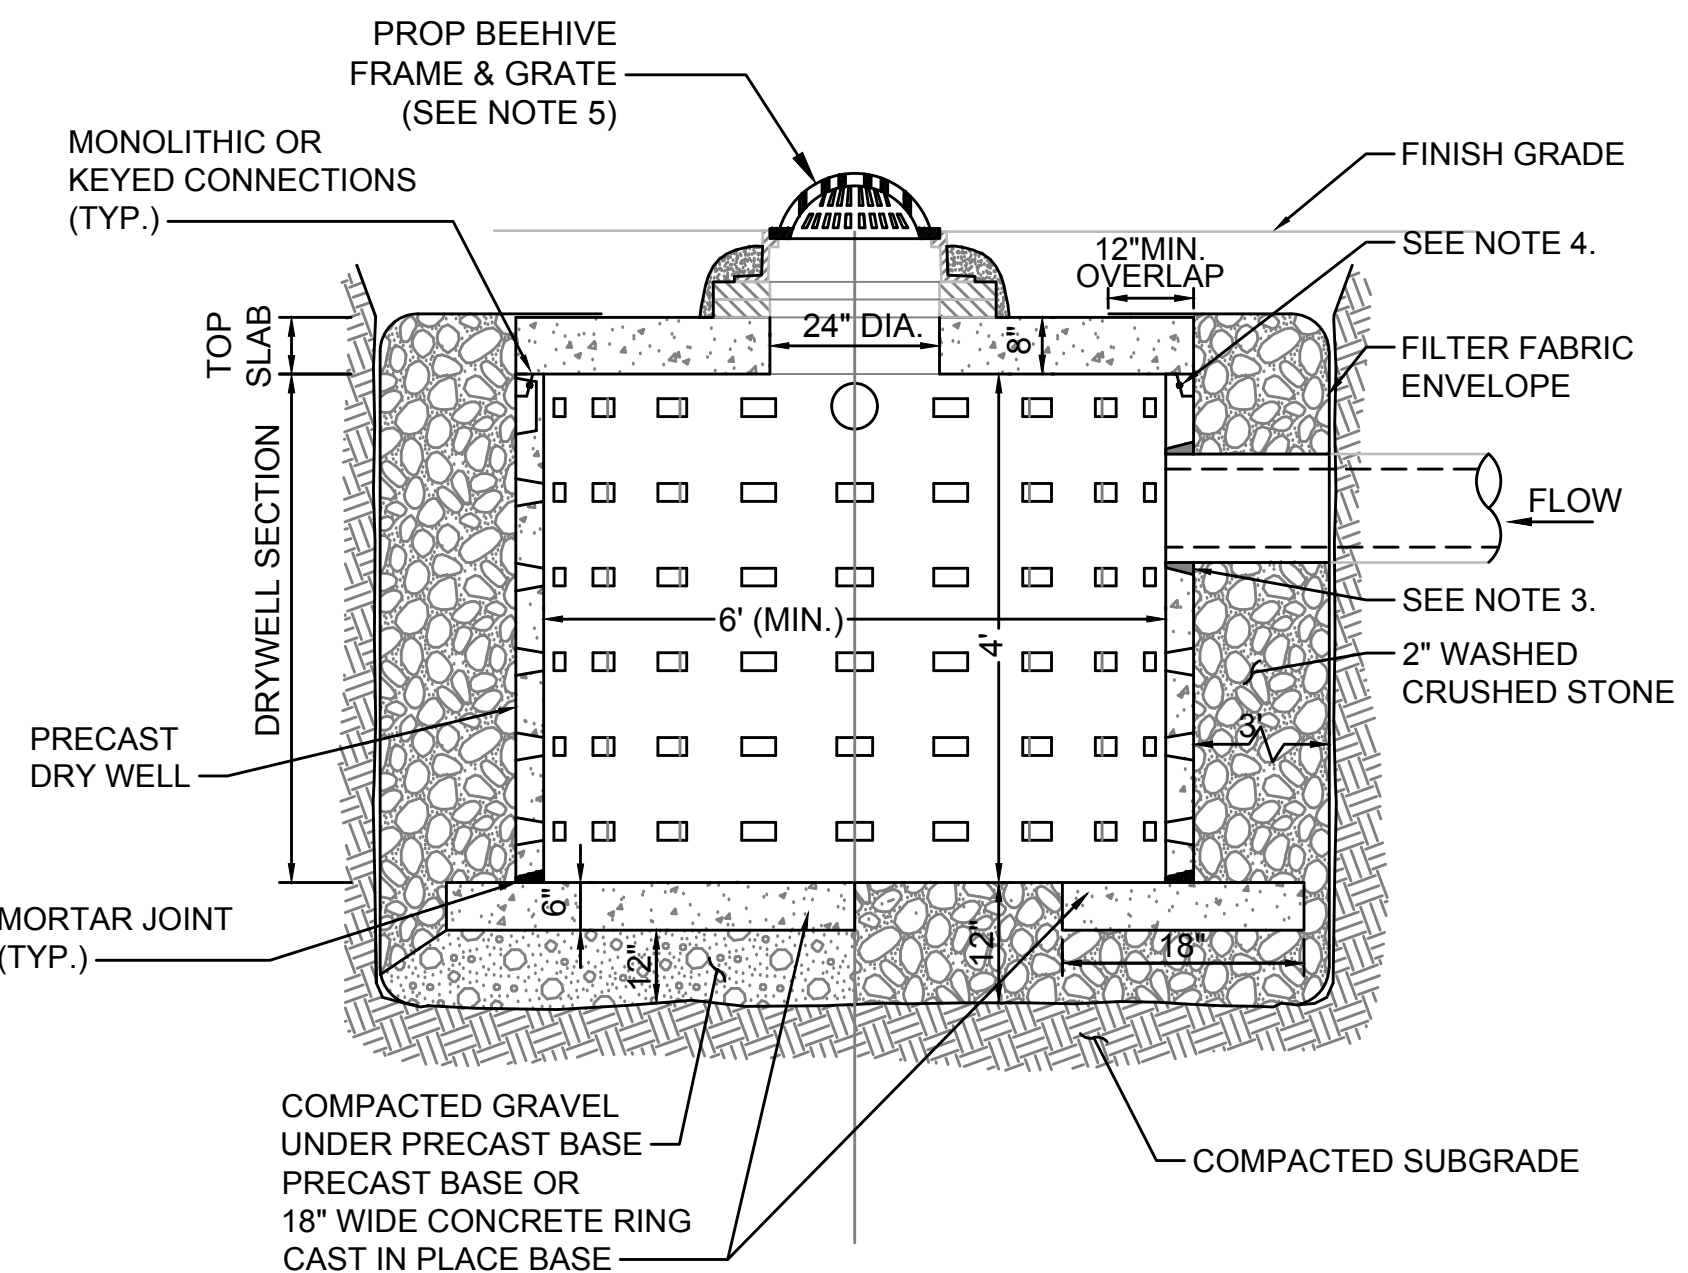 PROP BEEHIVE
FRAME & GRATE
(SEE NOTE 5)
MONOLITHIC OR
KEYED CONNECTIONS
(TYP.)
FINISH GRADE
SEE NOTE 4.
12"MIN.
OVERLAP
TOP
SLAB
24" DIA.
8"
FILTER FABRIC
ENVELOPE
DRYWELL SECTION
FLOW
6' (MIN.)
4'
SEE NOTE 3.
2" WASHED
CRUSHED STONE
3'
PRECAST
DRY WELL
MORTAR JOINT
(TYP.)
6"
12"
12"
18"
COMPACTED GRAVEL
UNDER PRECAST BASE
PRECAST BASE OR
18" WIDE CONCRETE RING
CAST IN PLACE BASE
COMPACTED SUBGRADE